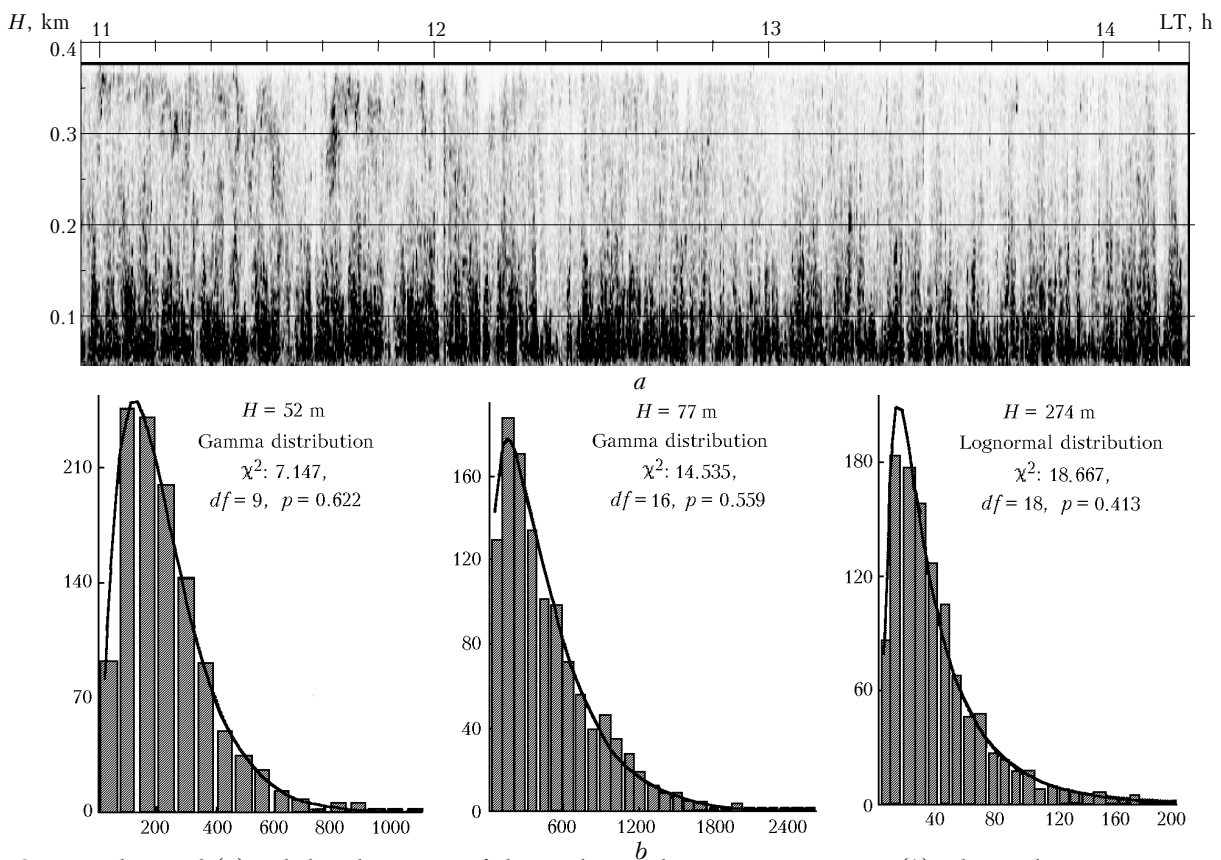 H, km 11 12 13 14 LT, h
0.4
0.3
0.2
0.1
a
H = 52 m
Gamma distribution
χ²: 7.147,
df = 9, p = 0.622
210
140
70
0
200 400 600 800 1000
H = 77 m
Gamma distribution
χ²: 14.535,
df = 16, p = 0.559
160
120
80
40
0
600 1200 1800 2400
H = 274 m
Lognormal distribution
χ²: 18.667,
df = 18, p = 0.413
180
120
60
0
40 80 120 160 200
b